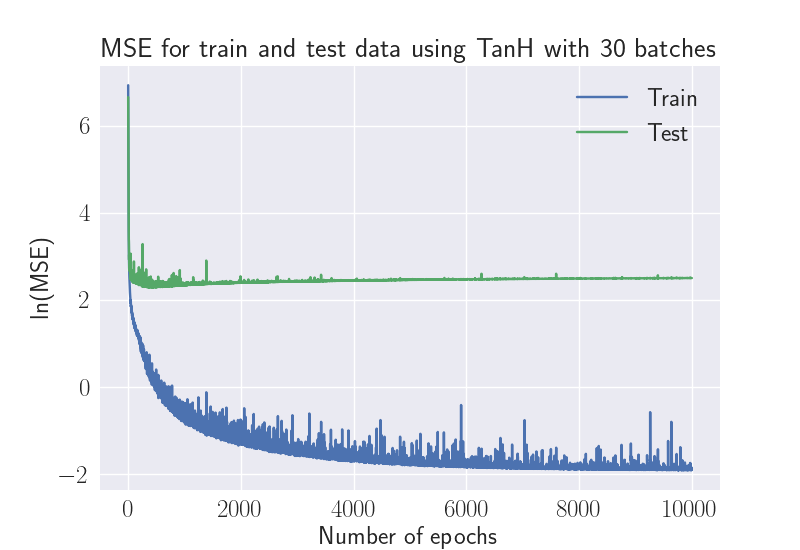 MSE for train and test data using TanH with 30 batches
Train
Test
6
4
2
0
−2
ln(MSE)
0 2000 4000 6000 8000 10000
Number of epochs